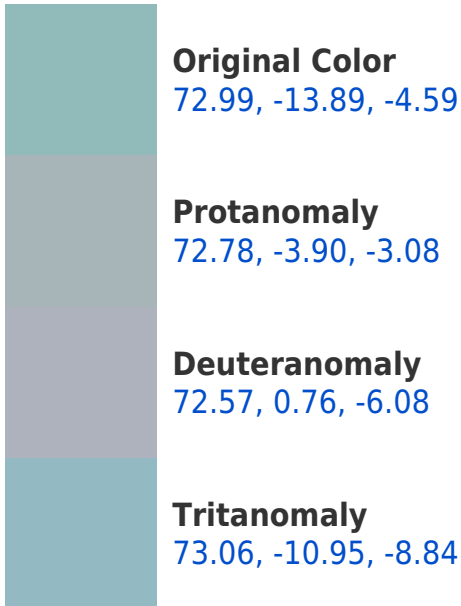 Original Color
72.99, -13.89, -4.59
Protanomaly
72.78, -3.90, -3.08
Deuteranomaly
72.57, 0.76, -6.08
Tritanomaly
73.06, -10.95, -8.84